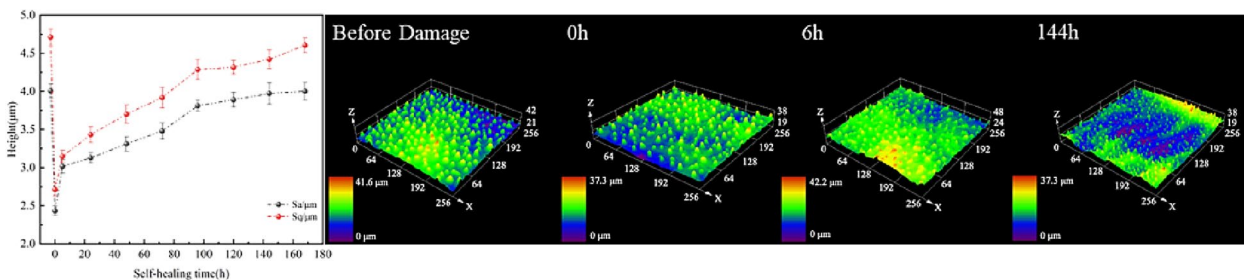 5.0
4.5
4.0
3.5
3.0
2.5
2.0
Height(μm)
Sa/μm
Sq/μm
0 20 40 60 80 100 120 140 160 180
Self-healing time(h)
Before Damage
Z
42
21
256
192
128
64
0
0
64
128
192
256
X
41.6 μm
0 μm
0h
Z
38
19
256
192
128
64
0
64
128
192
256
X
37.3 μm
0 μm
6h
Z
48
24
256
192
128
64
0
64
128
192
256
X
42.2 μm
0 μm
144h
Z
38
19
256
192
128
64
0
64
128
192
256
X
37.3 μm
0 μm